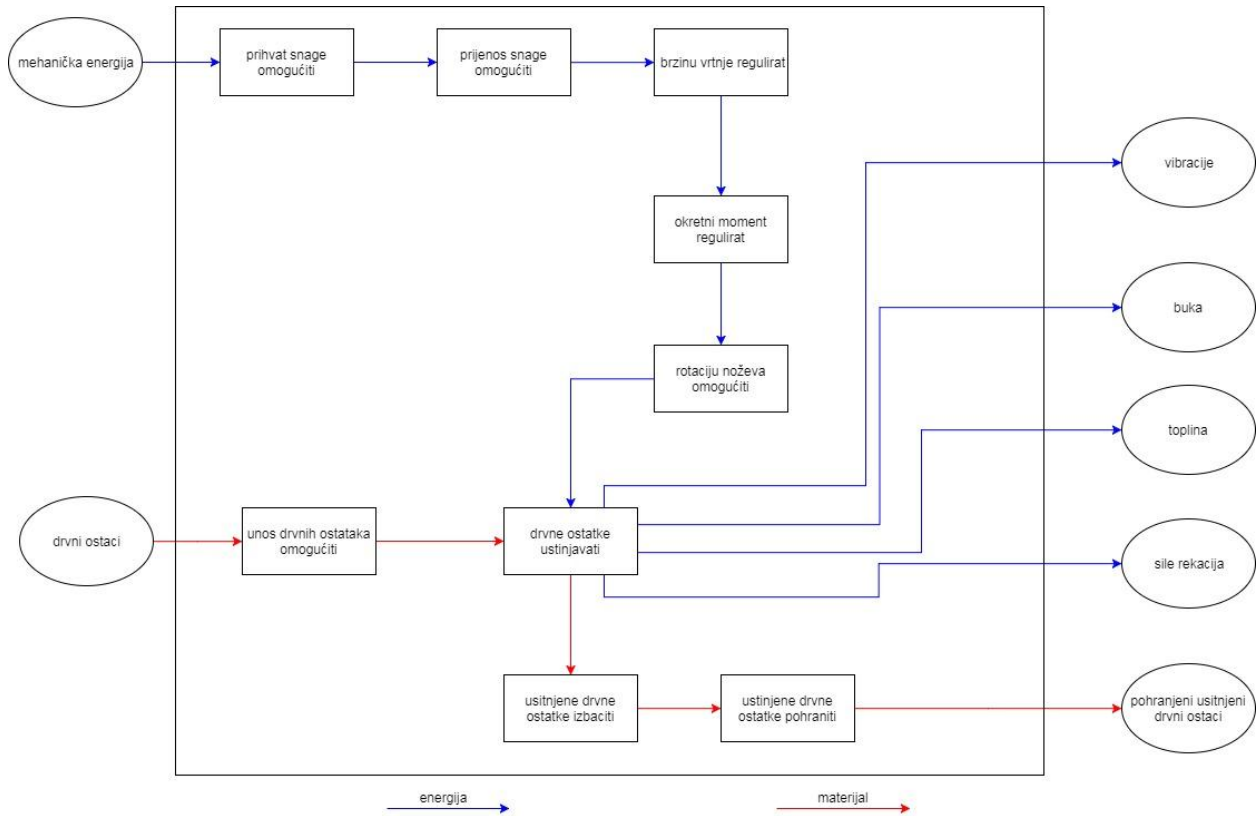 mehanička energija
prihvat snage
omogućiti
prijenos snage
omogućiti
brzinu vrtnje regulirat
vibracije
okretni moment
regulirat
buka
rotaciju noževa
omogućiti
toplina
drvni ostaci
unos drvnih ostataka
omogućiti
drvne ostatke
ustinjavati
sile rekacija
usitnjene drvne
ostatke izbaciti
ustinjene drvne
ostatke pohraniti
pohranjeni usitnjeni
drvni ostaci
energija
materijal